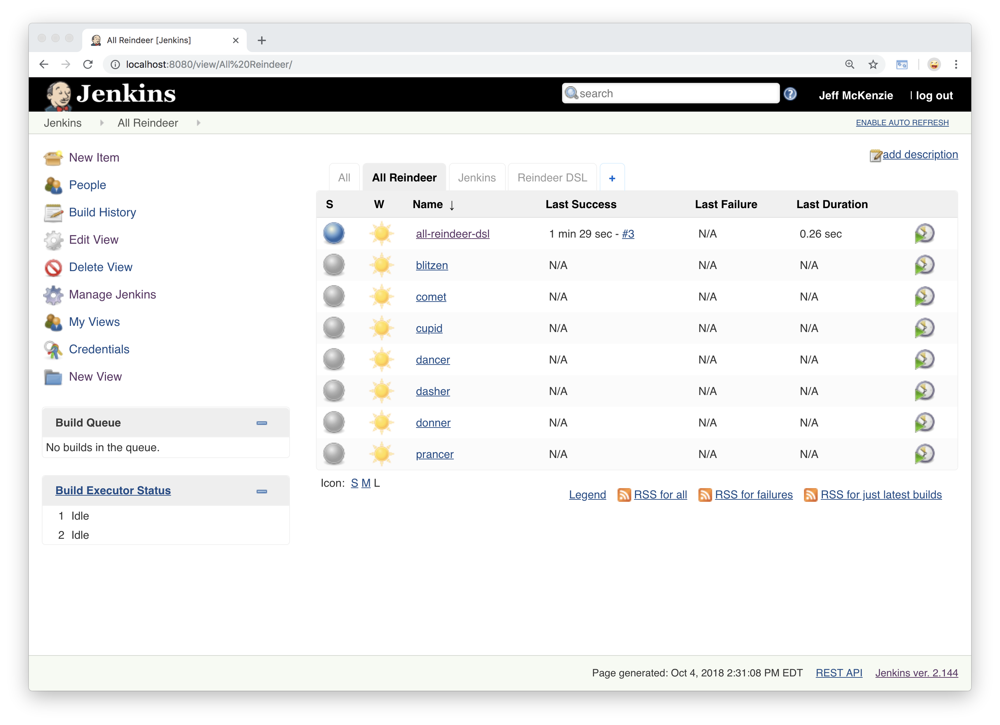 All Reindeer [Jenkins]
localhost:8080/view/All%20Reindeer/
Jenkins
search
Jeff McKenzie | log out
Jenkins All Reindeer
ENABLE AUTO REFRESH
New Item
People
Build History
Edit View
Delete View
Manage Jenkins
My Views
Credentials
New View
Build Queue
No builds in the queue.
Build Executor Status
1 Idle
2 Idle
add description
All All Reindeer Jenkins Reindeer DSL +
S W Name ↓ Last Success Last Failure Last Duration
all-reindeer-dsl 1 min 29 sec - #3 N/A 0.26 sec
blitzen N/A N/A N/A
comet N/A N/A N/A
cupid N/A N/A N/A
dancer N/A N/A N/A
dasher N/A N/A N/A
donner N/A N/A N/A
prancer N/A N/A N/A
Icon: S M L
Legend RSS for all RSS for failures RSS for just latest builds
Page generated: Oct 4, 2018 2:31:08 PM EDT REST API Jenkins ver. 2.144